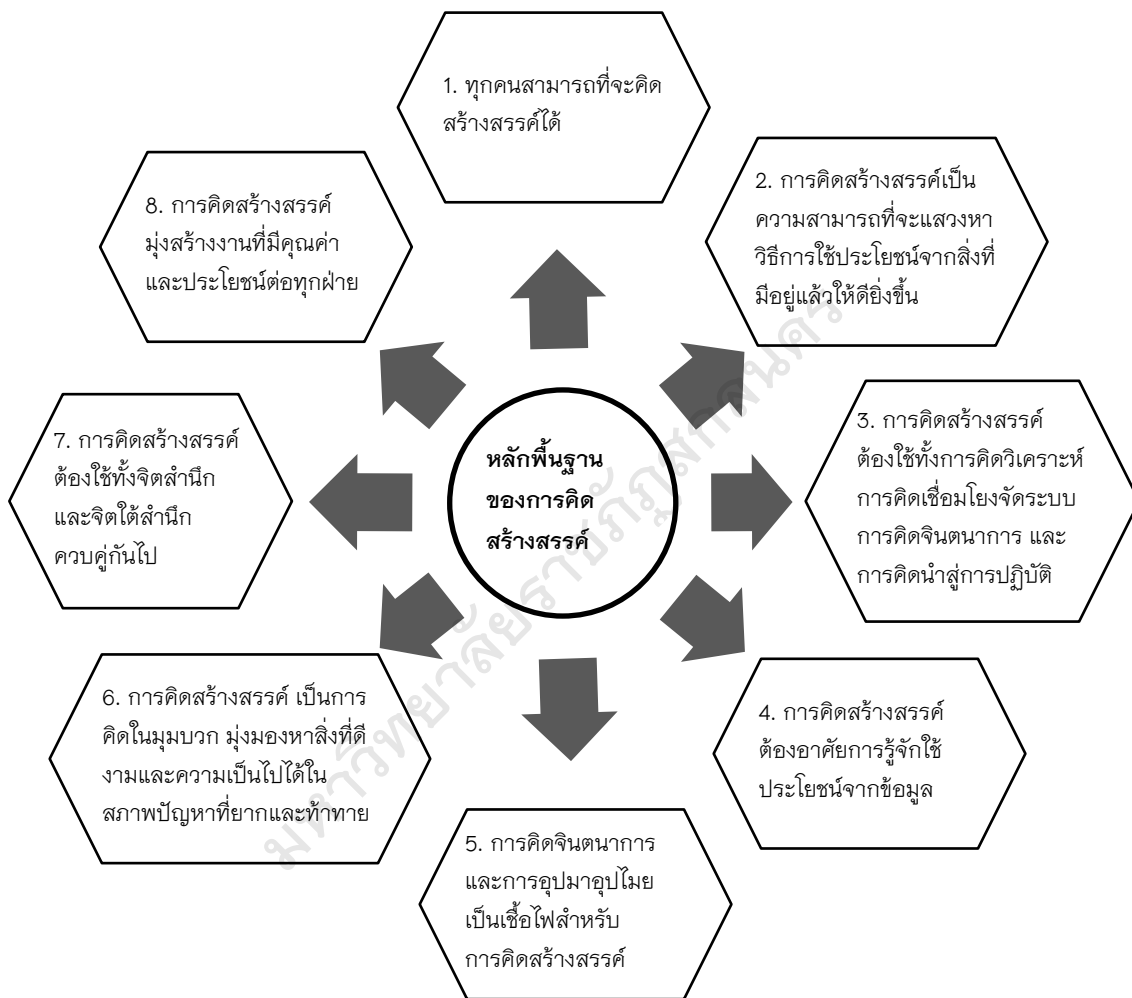 1. ทุกคนสามารถที่จะคิด
สร้างสรรค์ได้
2. การคิดสร้างสรรค์เป็น
ความสามารถที่จะแสวงหา
วิธีการใช้ประโยชน์จากสิ่งที่
มีอยู่แล้วให้ดียิ่งขึ้น
3. การคิดสร้างสรรค์
ต้องใช้ทั้งการคิดวิเคราะห์
การคิดเชื่อมโยงจัดระบบ
การคิดจินตนาการ และ
การคิดนำสู่การปฏิบัติ
4. การคิดสร้างสรรค์
ต้องอาศัยการรู้จักใช้
ประโยชน์จากข้อมูล
5. การคิดจินตนาการ
และการอุปมาอุปไมย
เป็นเชื้อไฟสำหรับ
การคิดสร้างสรรค์
6. การคิดสร้างสรรค์ เป็นการ
คิดในมุมบวก มุ่งมองหาสิ่งที่ดี
งามและความเป็นไปได้ใน
สภาพปัญหาที่ยากและท้าทาย
7. การคิดสร้างสรรค์
ต้องใช้ทั้งจิตสำนึก
และจิตใต้สำนึก
ควบคู่กันไป
8. การคิดสร้างสรรค์
มุ่งสร้างงานที่มีคุณค่า
และประโยชน์ต่อทุกฝ่าย
หลักพื้นฐาน
ของการคิด
สร้างสรรค์
มหาวิทยาลัยราชภัฏสกลนคร